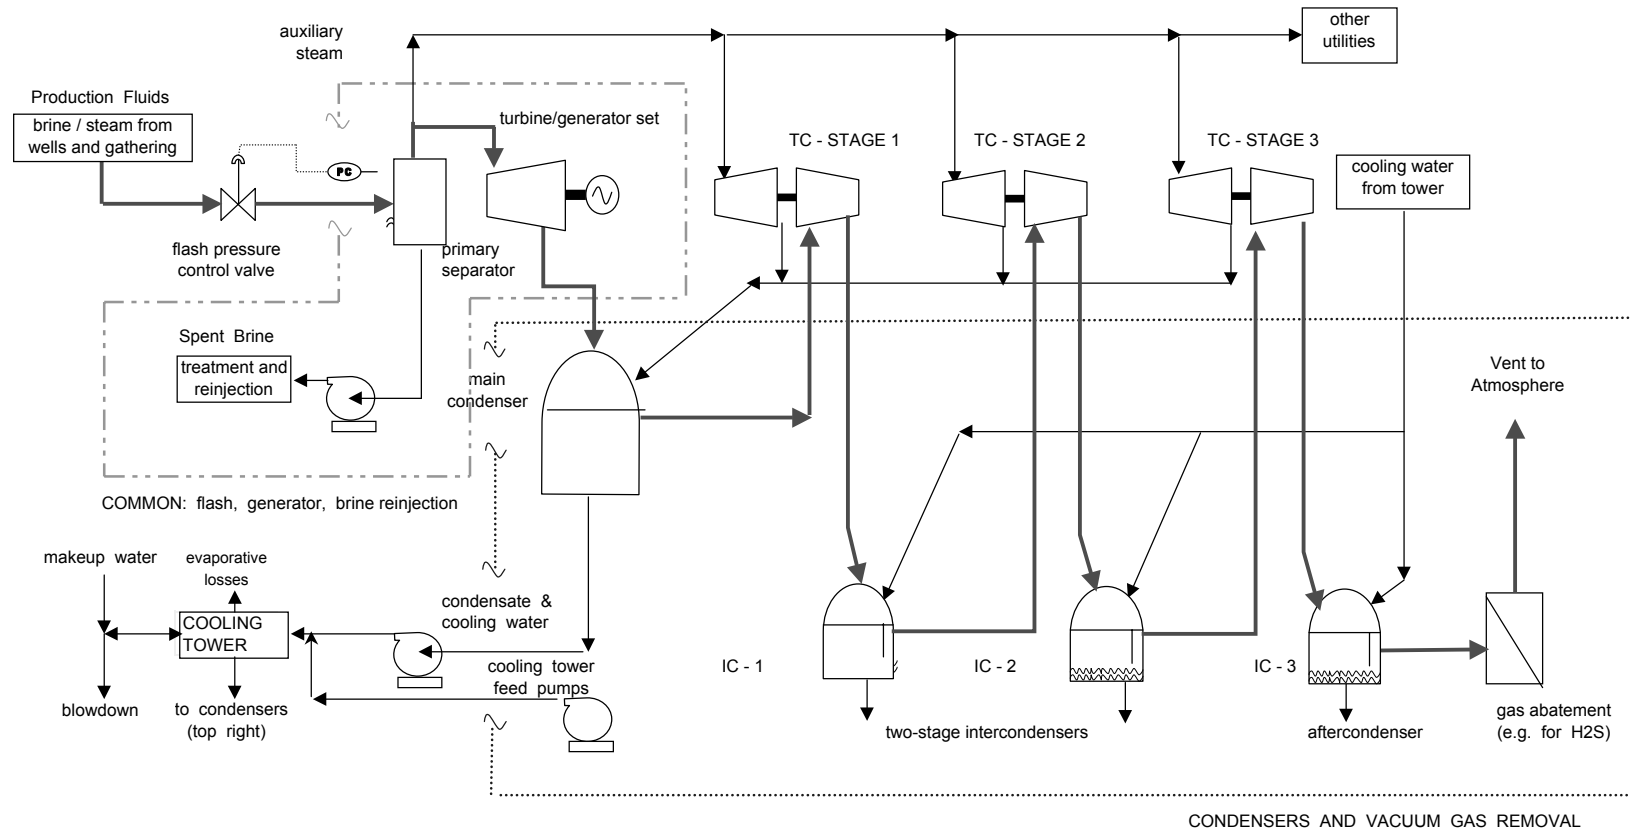 auxiliary
steam
other
utilities
Production Fluids
brine / steam from
wells and gathering
turbine/generator set
TC - STAGE 1
TC - STAGE 2
TC - STAGE 3
cooling water
from tower
PC
flash pressure
control valve
primary
separator
Spent Brine
treatment and
reinjection
main
condenser
Vent to
Atmosphere
COMMON: flash, generator, brine reinjection
makeup water
evaporative
losses
condensate &
cooling water
COOLING
TOWER
cooling tower
feed pumps
IC - 1
IC - 2
IC - 3
blowdown
to condensers
(top right)
two-stage intercondensers
aftercondenser
gas abatement
(e.g. for H2S)
CONDENSERS AND VACUUM GAS REMOVAL